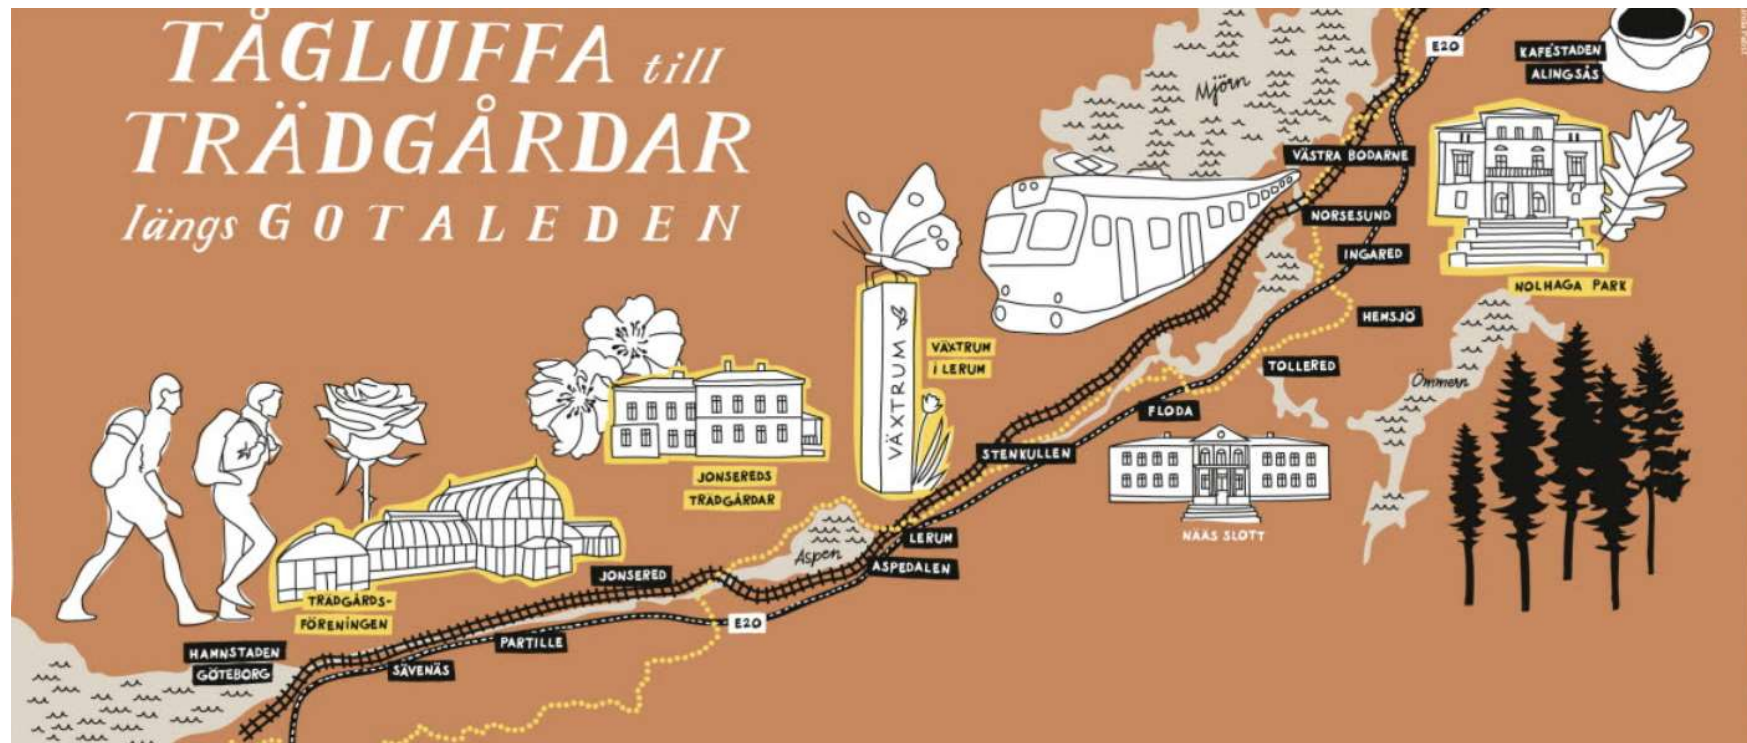 TÅGLUFFA till
TRÄDGÅRDAR
längs GOTALEDEN
E20
KAFÉSTADEN
ALINGSÅS
Mjörn
VÄSTRA BODARNE
NORSESUND
INGARED
NOLHAGA PARK
HEMSJÖ
VÄXTRUM
VÄXTRUM
I LERUM
TOLLERED
Ömmern
FLODA
STENKULLEN
JONSEREDS
TRÄDGÅRDAR
NÄÄS SLOTT
LERUM
Aspen
ASPEDALEN
JONSERED
TRÄDGÅRDS-
FÖRENINGEN
E20
PARTILLE
HAMNSTADEN
GÖTEBORG
SÄVENÄS